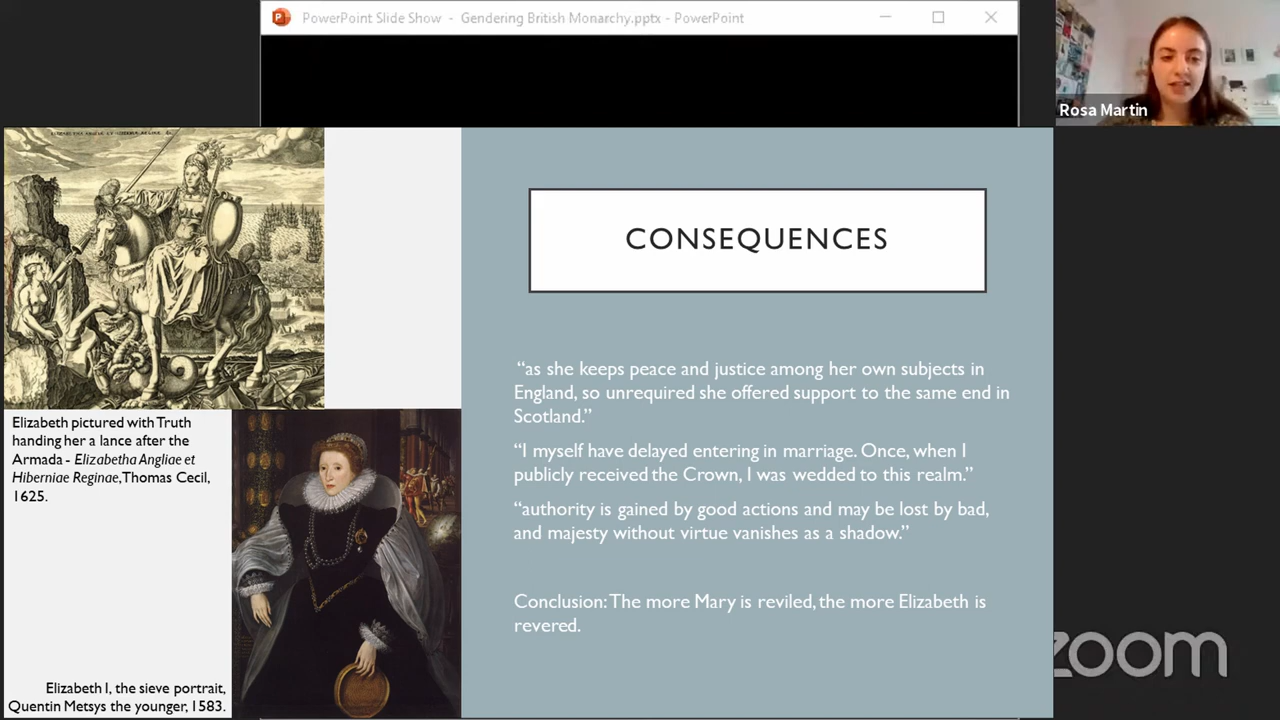 PowerPoint Slide Show - Gendering British Monarchy.pptx - PowerPoint
Rosa Martin
CONSEQUENCES
“as she keeps peace and justice among her own subjects in
England, so unrequired she offered support to the same end in
Scotland.”
“I myself have delayed entering in marriage. Once, when I
publicly received the Crown, I was wedded to this realm.”
“authority is gained by good actions and may be lost by bad,
and majesty without virtue vanishes as a shadow.”
Conclusion: The more Mary is reviled, the more Elizabeth is
revered.
Elizabeth pictured with Truth
handing her a lance after the
Armada - Elizabetha Angliae et
Hiberniae Reginae,Thomas Cecil,
1625.
Elizabeth I, the sieve portrait,
Quentin Metsys the younger, 1583.
zoom